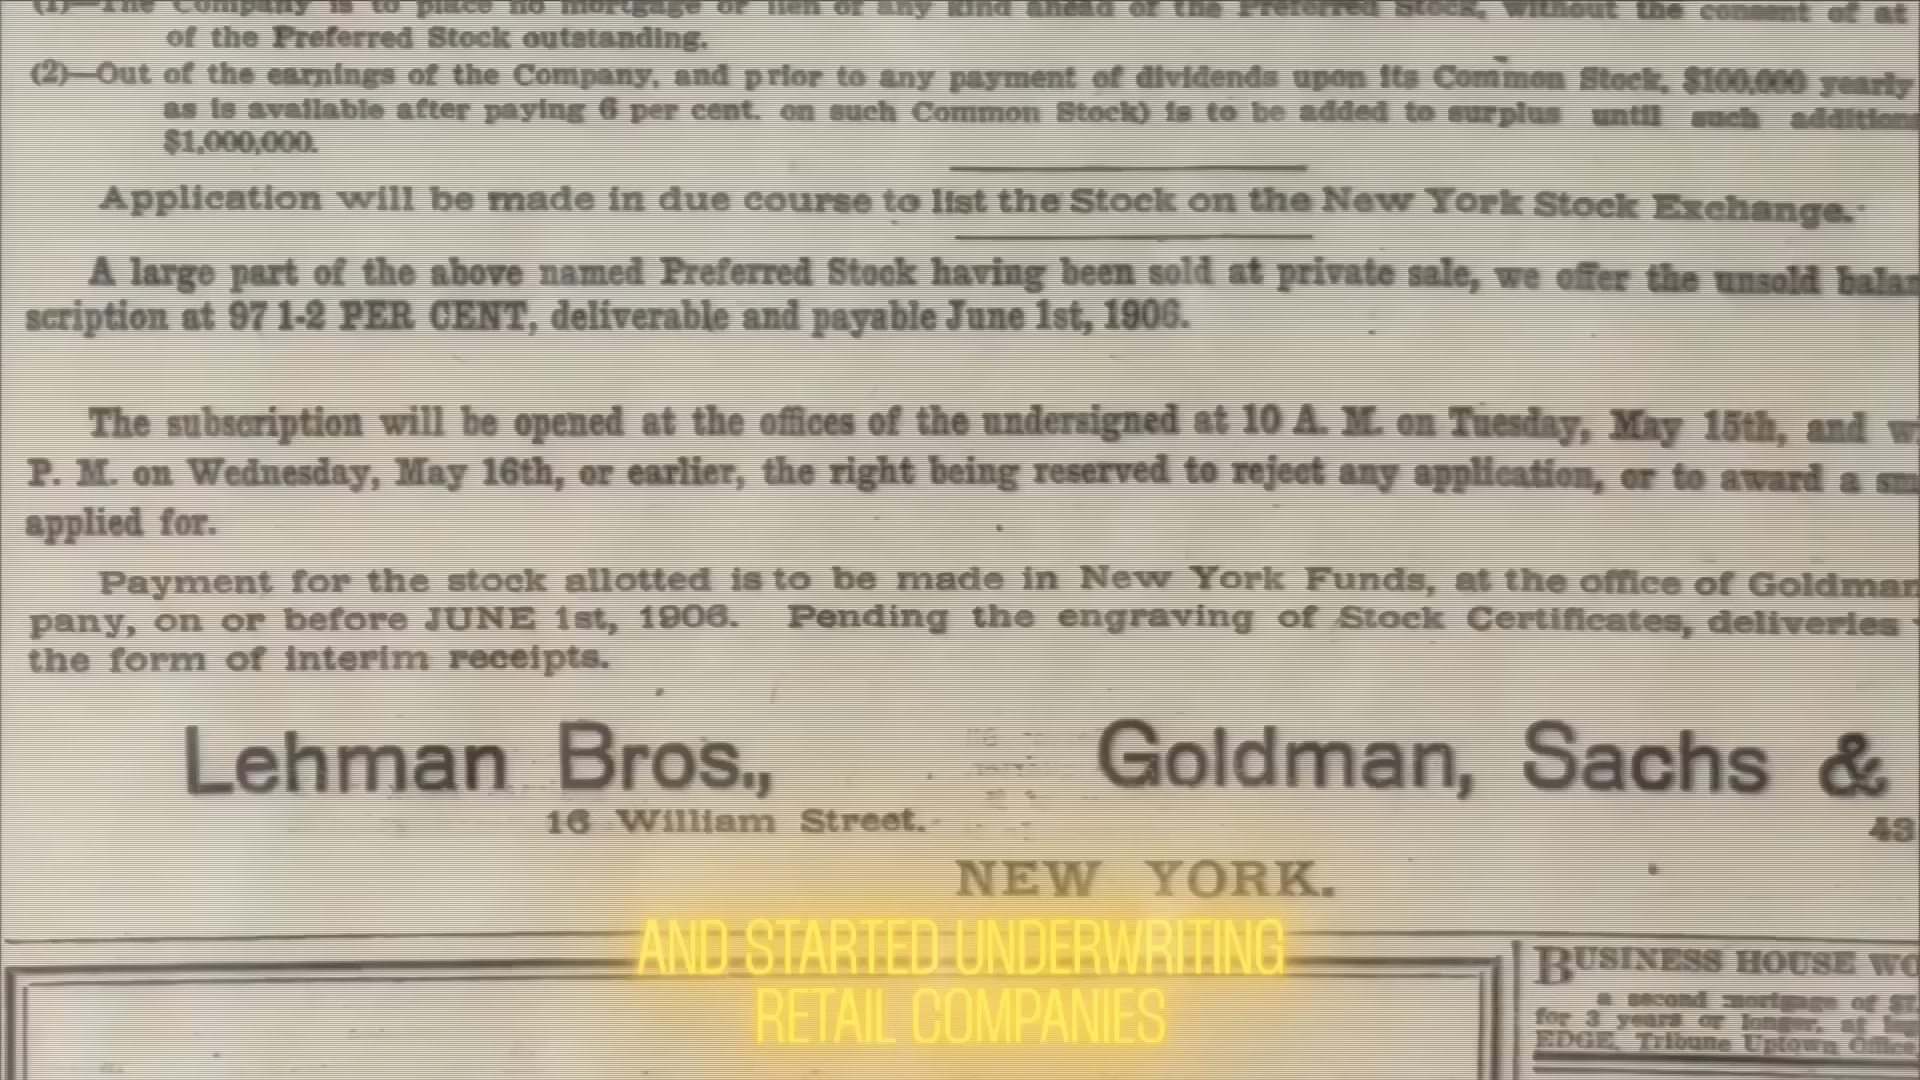 (1)—The Company is to place no mortgage or lien of any kind ahead of the Preferred Stock, without the consent of at
of the Preferred Stock outstanding.
(2)—Out of the earnings of the Company, and prior to any payment of dividends upon its Common Stock, $100,000 yearly
as is available after paying 6 per cent. on such Common Stock) is to be added to surplus until such additions
$1,000,000.
Application will be made in due course to list the Stock on the New York Stock Exchange.
A large part of the above named Preferred Stock having been sold at private sale, we offer the unsold balan
scription at 97 1-2 PER CENT, deliverable and payable June 1st, 1906.
The subscription will be opened at the offices of the undersigned at 10 A. M. on Tuesday, May 15th, and w
P. M. on Wednesday, May 16th, or earlier, the right being reserved to reject any application, or to award a sm
applied for.
Payment for the stock allotted is to be made in New York Funds, at the office of Goldman
pany, on or before JUNE 1st, 1906. Pending the engraving of Stock Certificates, deliveries
the form of interim receipts.
Lehman Bros., Goldman, Sachs &
16 William Street. 43
NEW YORK.
AND STARTED UNDERWRITING
RETAIL COMPANIES
BUSINESS HOUSE WO
a second mortgage of $7,
for 3 years or longer, at
EDGE, Tribune Uptown Office,